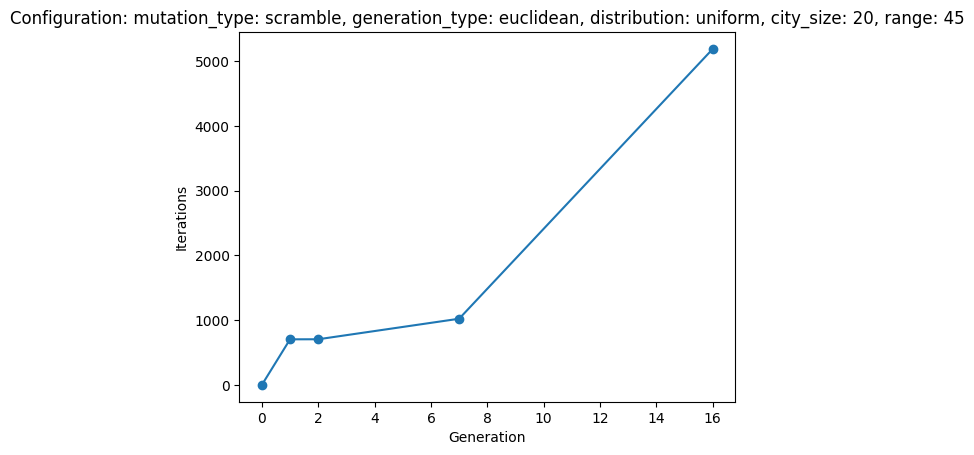 Configuration: mutation_type: scramble, generation_type: euclidean, distribution: uniform, city_size: 20, range: 45
5000
4000
3000
2000
1000
0
Iterations
0 2 4 6 8 10 12 14 16
Generation